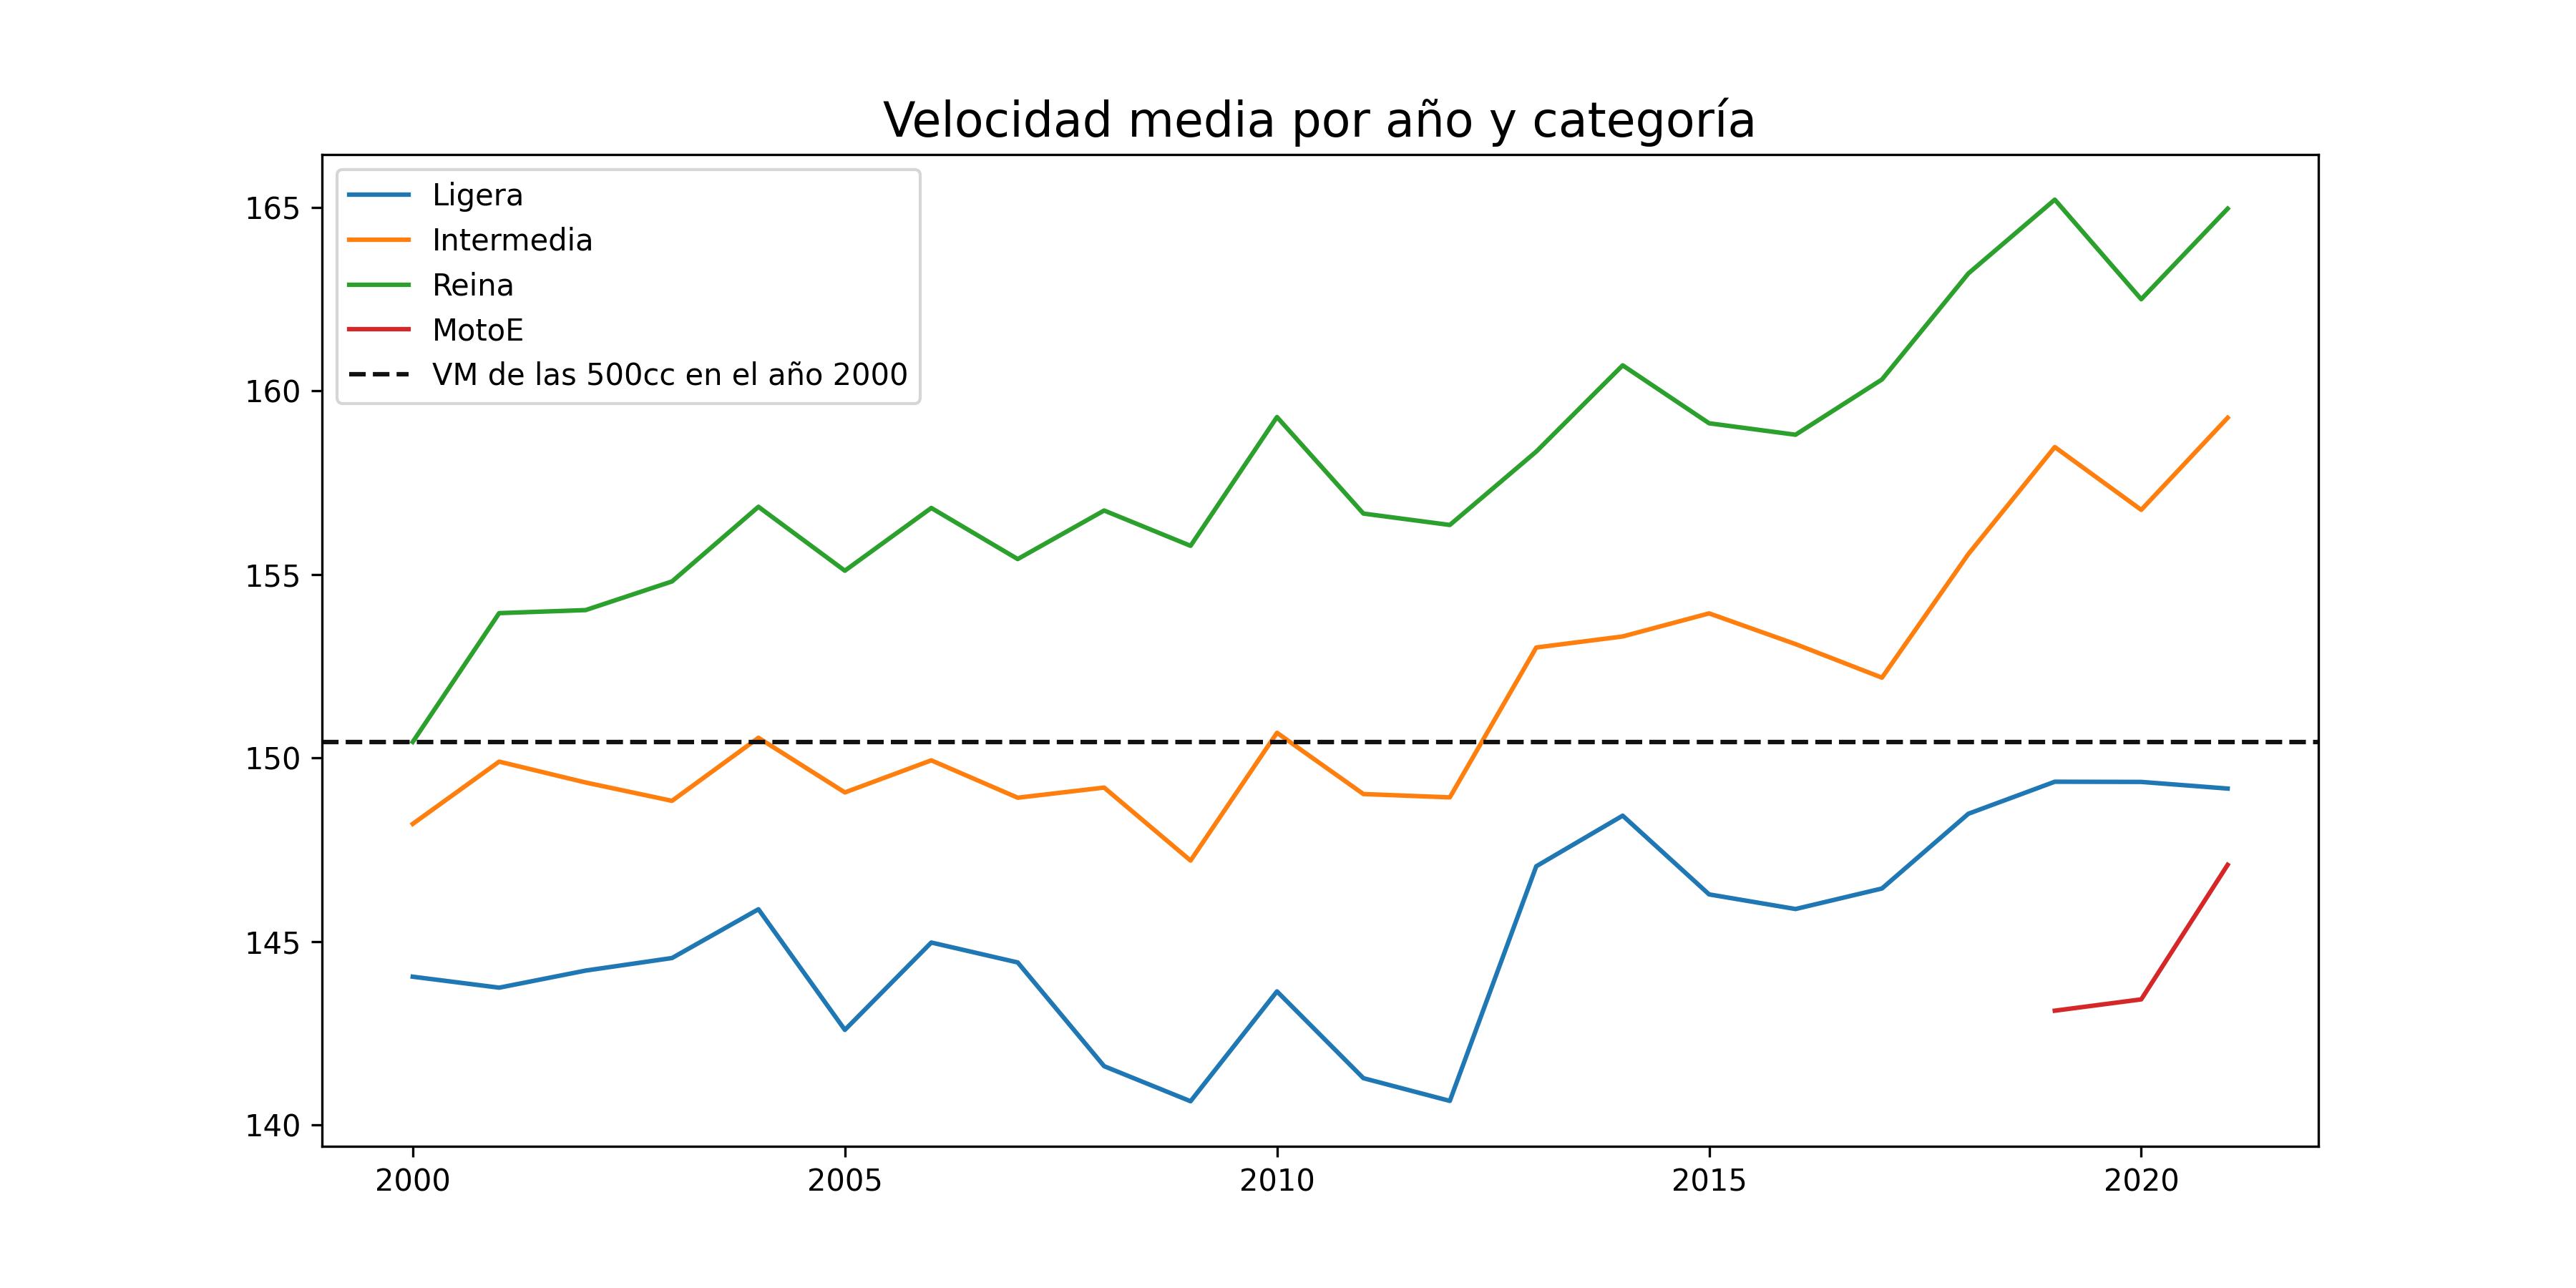 Velocidad media por año y categoría
Ligera
Intermedia
Reina
MotoE
VM de las 500cc en el año 2000
165
160
155
150
145
140
2000
2005
2010
2015
2020